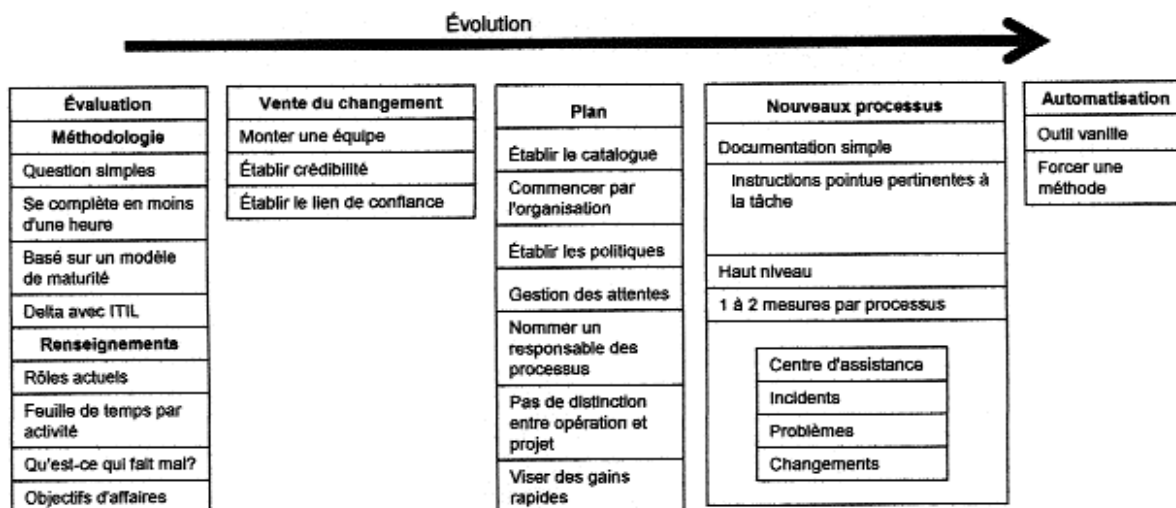 Évolution
Évaluation
Méthodologie
Question simples
Se complète en moins
d'une heure
Basé sur un modèle
de maturité
Delta avec ITIL
Renseignements
Rôles actuels
Feuille de temps par
activité
Qu'est-ce qui fait mal?
Objectifs d'affaires
Vente du changement
Monter une équipe
Établir crédibilité
Établir le lien de confiance
Plan
Établir le catalogue
Commencer par
l'organisation
Établir les politiques
Gestion des attentes
Nommer un
responsable des
processus
Pas de distinction
entre opération et
projet
Viser des gains
rapides
Nouveaux processus
Documentation simple
Instructions pointue pertinentes à
la tâche
Haut niveau
1 à 2 mesures par processus
Centre d'assistance
Incidents
Problèmes
Changements
Automatisation
Outil vanille
Forcer une
méthode